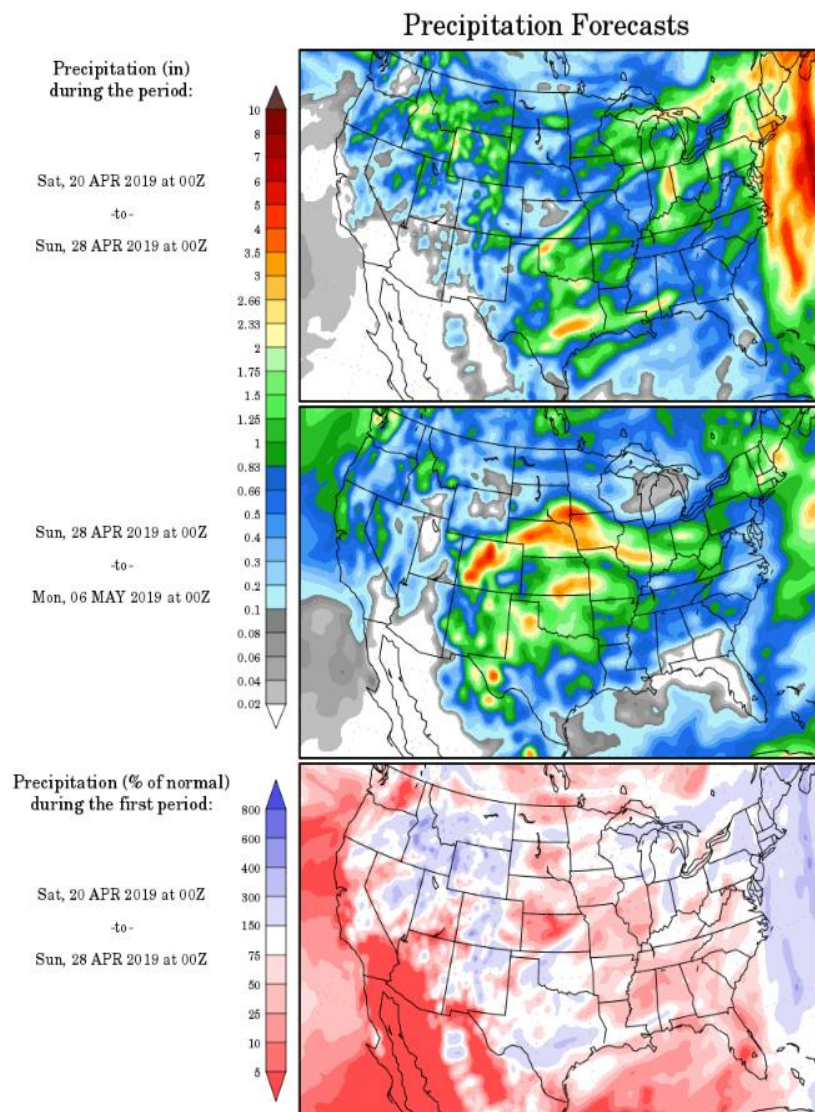 Precipitation Forecasts
Precipitation (in)
during the period:
Sat, 20 APR 2019 at 00Z
-to-
Sun, 28 APR 2019 at 00Z
10
8
7
6
5
4
3.5
3
2.66
2.33
2
1.75
1.5
1.25
1
0.83
0.66
0.5
0.4
0.3
0.2
0.1
0.08
0.06
0.04
0.02
Sun, 28 APR 2019 at 00Z
-to-
Mon, 06 MAY 2019 at 00Z
Precipitation (% of normal)
during the first period:
Sat, 20 APR 2019 at 00Z
-to-
Sun, 28 APR 2019 at 00Z
800
600
400
300
150
75
50
25
10
5